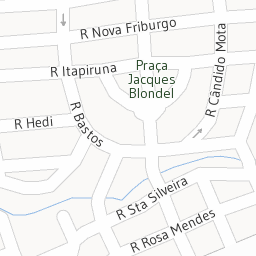 R Nova Friburgo
R Itapiruna
Praça
Jacques
Blondel
R Cândido Mota
R Bastos
R Hedi
R Sta Silveira
R Rosa Mendes